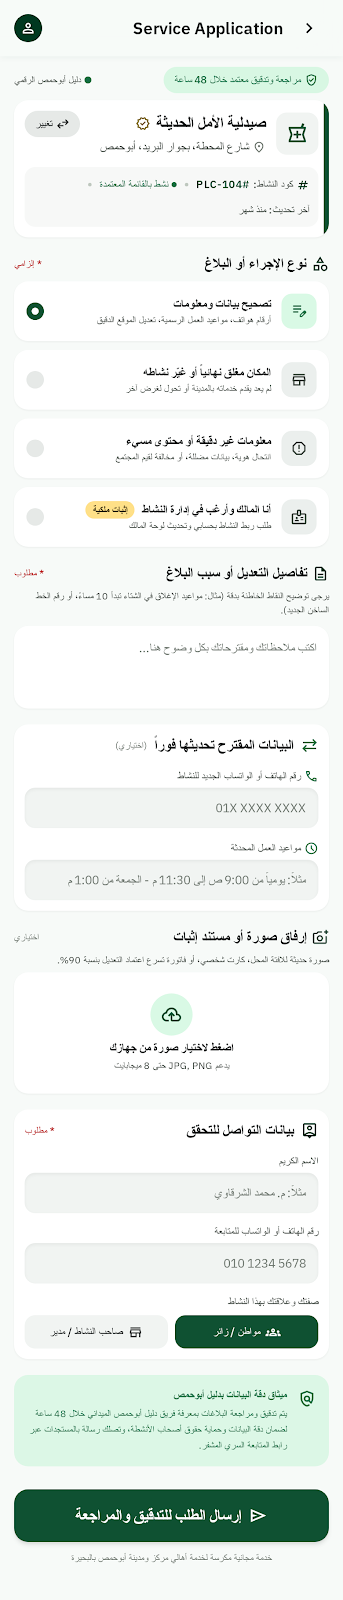 Service Application
مراجعة وتدقيق معتمد خلال 48 ساعة
دليل أبوحمص الرقمي
صيدلية الأمل الحديثة
تغيير
شارع المحطة، بجوار البريد، أبوحمص
كود النشاط: #PLC-104
نشط بالقائمة المعتمدة
آخر تحديث: منذ شهر
نوع الإجراء أو البلاغ
* إلزامي
تصحيح بيانات ومعلومات
أرقام هواتف، مواعيد العمل الرسمية، تعديل الموقع الدقيق
المكان مغلق نهائياً أو غيّر نشاطه
لم يعد يقدم خدماته بالمدينة أو تحول لغرض آخر
معلومات غير دقيقة أو محتوى مسيء
انتحال هوية، بيانات مضللة، أو مخالفة لقيم المجتمع
أنا المالك وأرغب في إدارة النشاط
إثبات ملكية
طلب ربط النشاط بحسابي وتحديث لوحة المالك
تفاصيل التعديل أو سبب البلاغ
* مطلوب
يرجى توضيح النقاط الخاطئة بدقة (مثال: مواعيد الإغلاق في الشتاء تبدأ 10 مساءً، أو رقم الخط
الساخن الجديد).
اكتب ملاحظاتك ومقترحاتك بكل وضوح هنا...
البيانات المقترح تحديثها فوراً
(اختياري)
رقم الهاتف أو الواتساب الجديد للنشاط
01X XXXX XXXX
مواعيد العمل المحدثة
مثلاً: يومياً من 9:00 ص إلى 11:30 م - الجمعة من 1:00 م
إرفاق صورة أو مستند إثبات
اختياري
صورة حديثة للافتة المحل، كارت شخصي، أو فاتورة تسرع اعتماد التعديل بنسبة 90%.
اضغط لاختيار صورة من جهازك
يدعم JPG, PNG حتى 8 ميجابايت
بيانات التواصل للتحقق
* مطلوب
الاسم الكريم
مثلاً: م. محمد الشرقاوي
رقم الهاتف أو الواتساب للمتابعة
010 1234 5678
صفتك وعلاقتك بهذا النشاط
مواطن / زائر
صاحب النشاط / مدير
ميثاق دقة البيانات بدليل أبوحمص
يتم تدقيق ومراجعة البلاغات بمعرفة فريق دليل أبوحمص الميداني خلال 48 ساعة
لضمان دقة البيانات وحماية حقوق أصحاب الأنشطة، وتصلك رسالة بالمستجدات عبر
رابط المتابعة السري المشفر.
إرسال الطلب للتدقيق والمراجعة
خدمة مجانية مكرسة لخدمة أهالي مركز ومدينة أبوحمص بالبحيرة